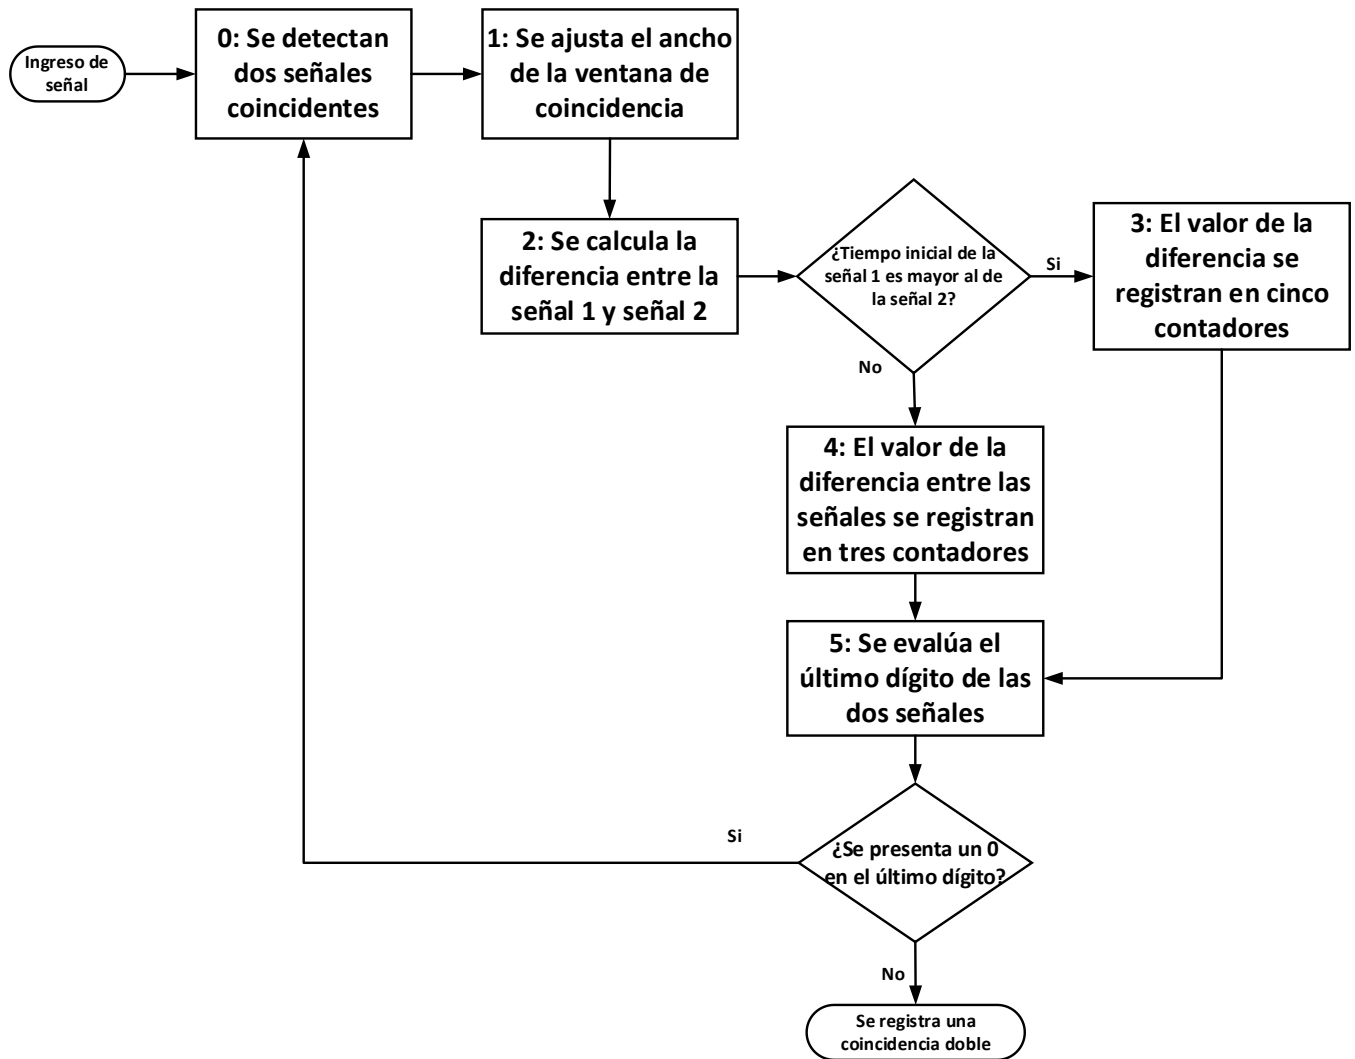 Ingreso de
señal
0: Se detectan
dos señales
coincidentes
1: Se ajusta el ancho
de la ventana de
coincidencia
2: Se calcula la
diferencia entre la
señal 1 y señal 2
¿Tiempo inicial de la
señal 1 es mayor al de
la señal 2?
Si
3: El valor de la
diferencia se
registran en cinco
contadores
No
4: El valor de la
diferencia entre las
señales se registran
en tres contadores
5: Se evalúa el
último dígito de las
dos señales
Si
¿Se presenta un 0
en el último dígito?
No
Se registra una
coincidencia doble